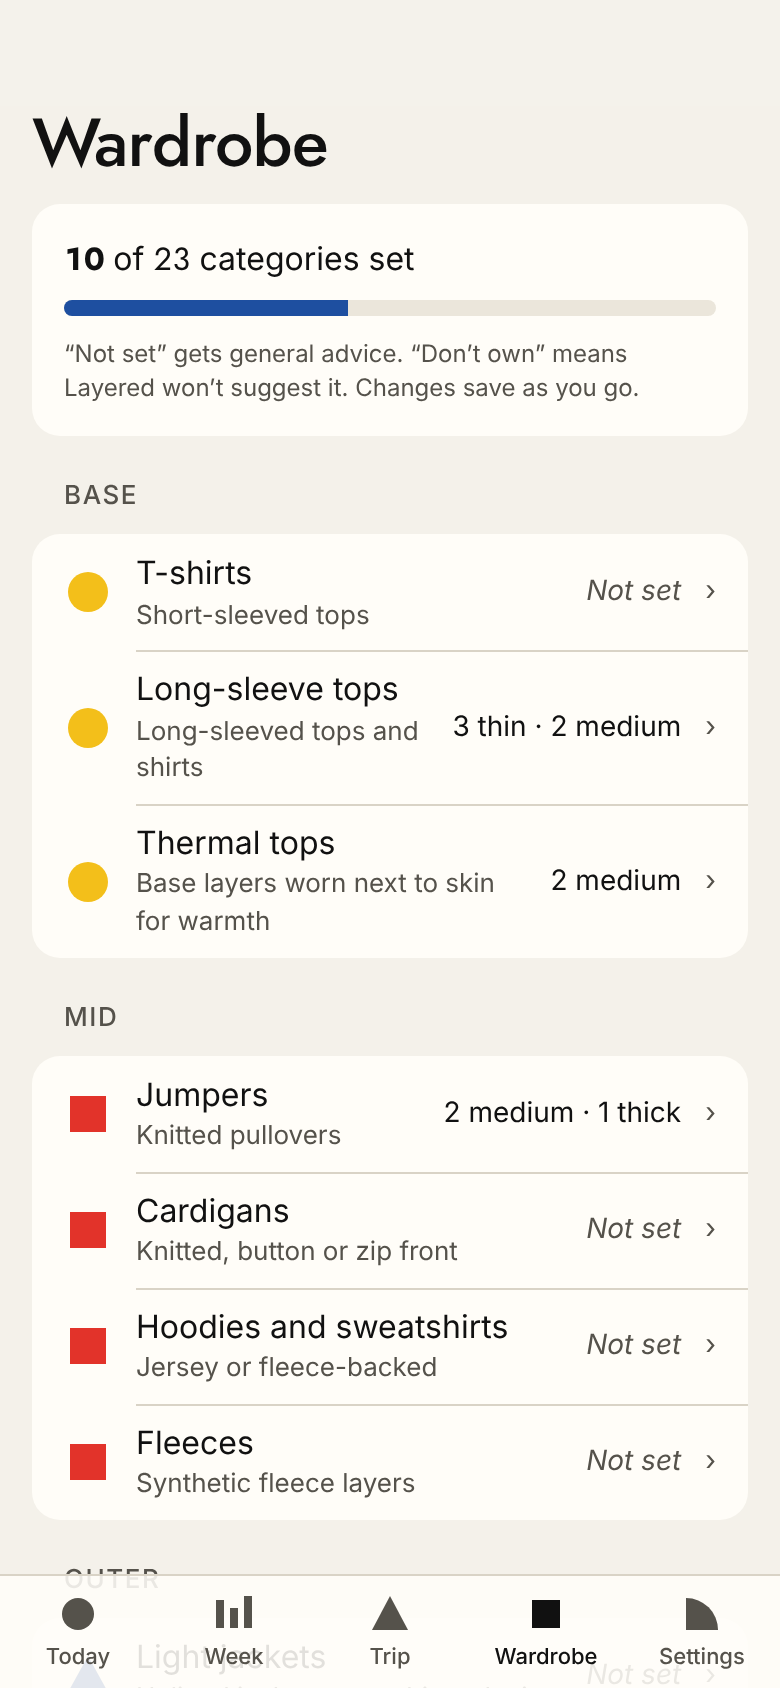 Wardrobe
10 of 23 categories set
“Not set” gets general advice. “Don’t own” means
Layered won’t suggest it. Changes save as you go.
BASE
T-shirts
Short-sleeved tops
Not set ›
Long-sleeve tops
Long-sleeved tops and
shirts
3 thin · 2 medium ›
Thermal tops
Base layers worn next to skin
for warmth
2 medium ›
MID
Jumpers
Knitted pullovers
2 medium · 1 thick ›
Cardigans
Knitted, button or zip front
Not set ›
Hoodies and sweatshirts
Jersey or fleece-backed
Not set ›
Fleeces
Synthetic fleece layers
Not set ›
OUTER
Light jackets
Not set ›
Today
Week
Trip
Wardrobe
Settings